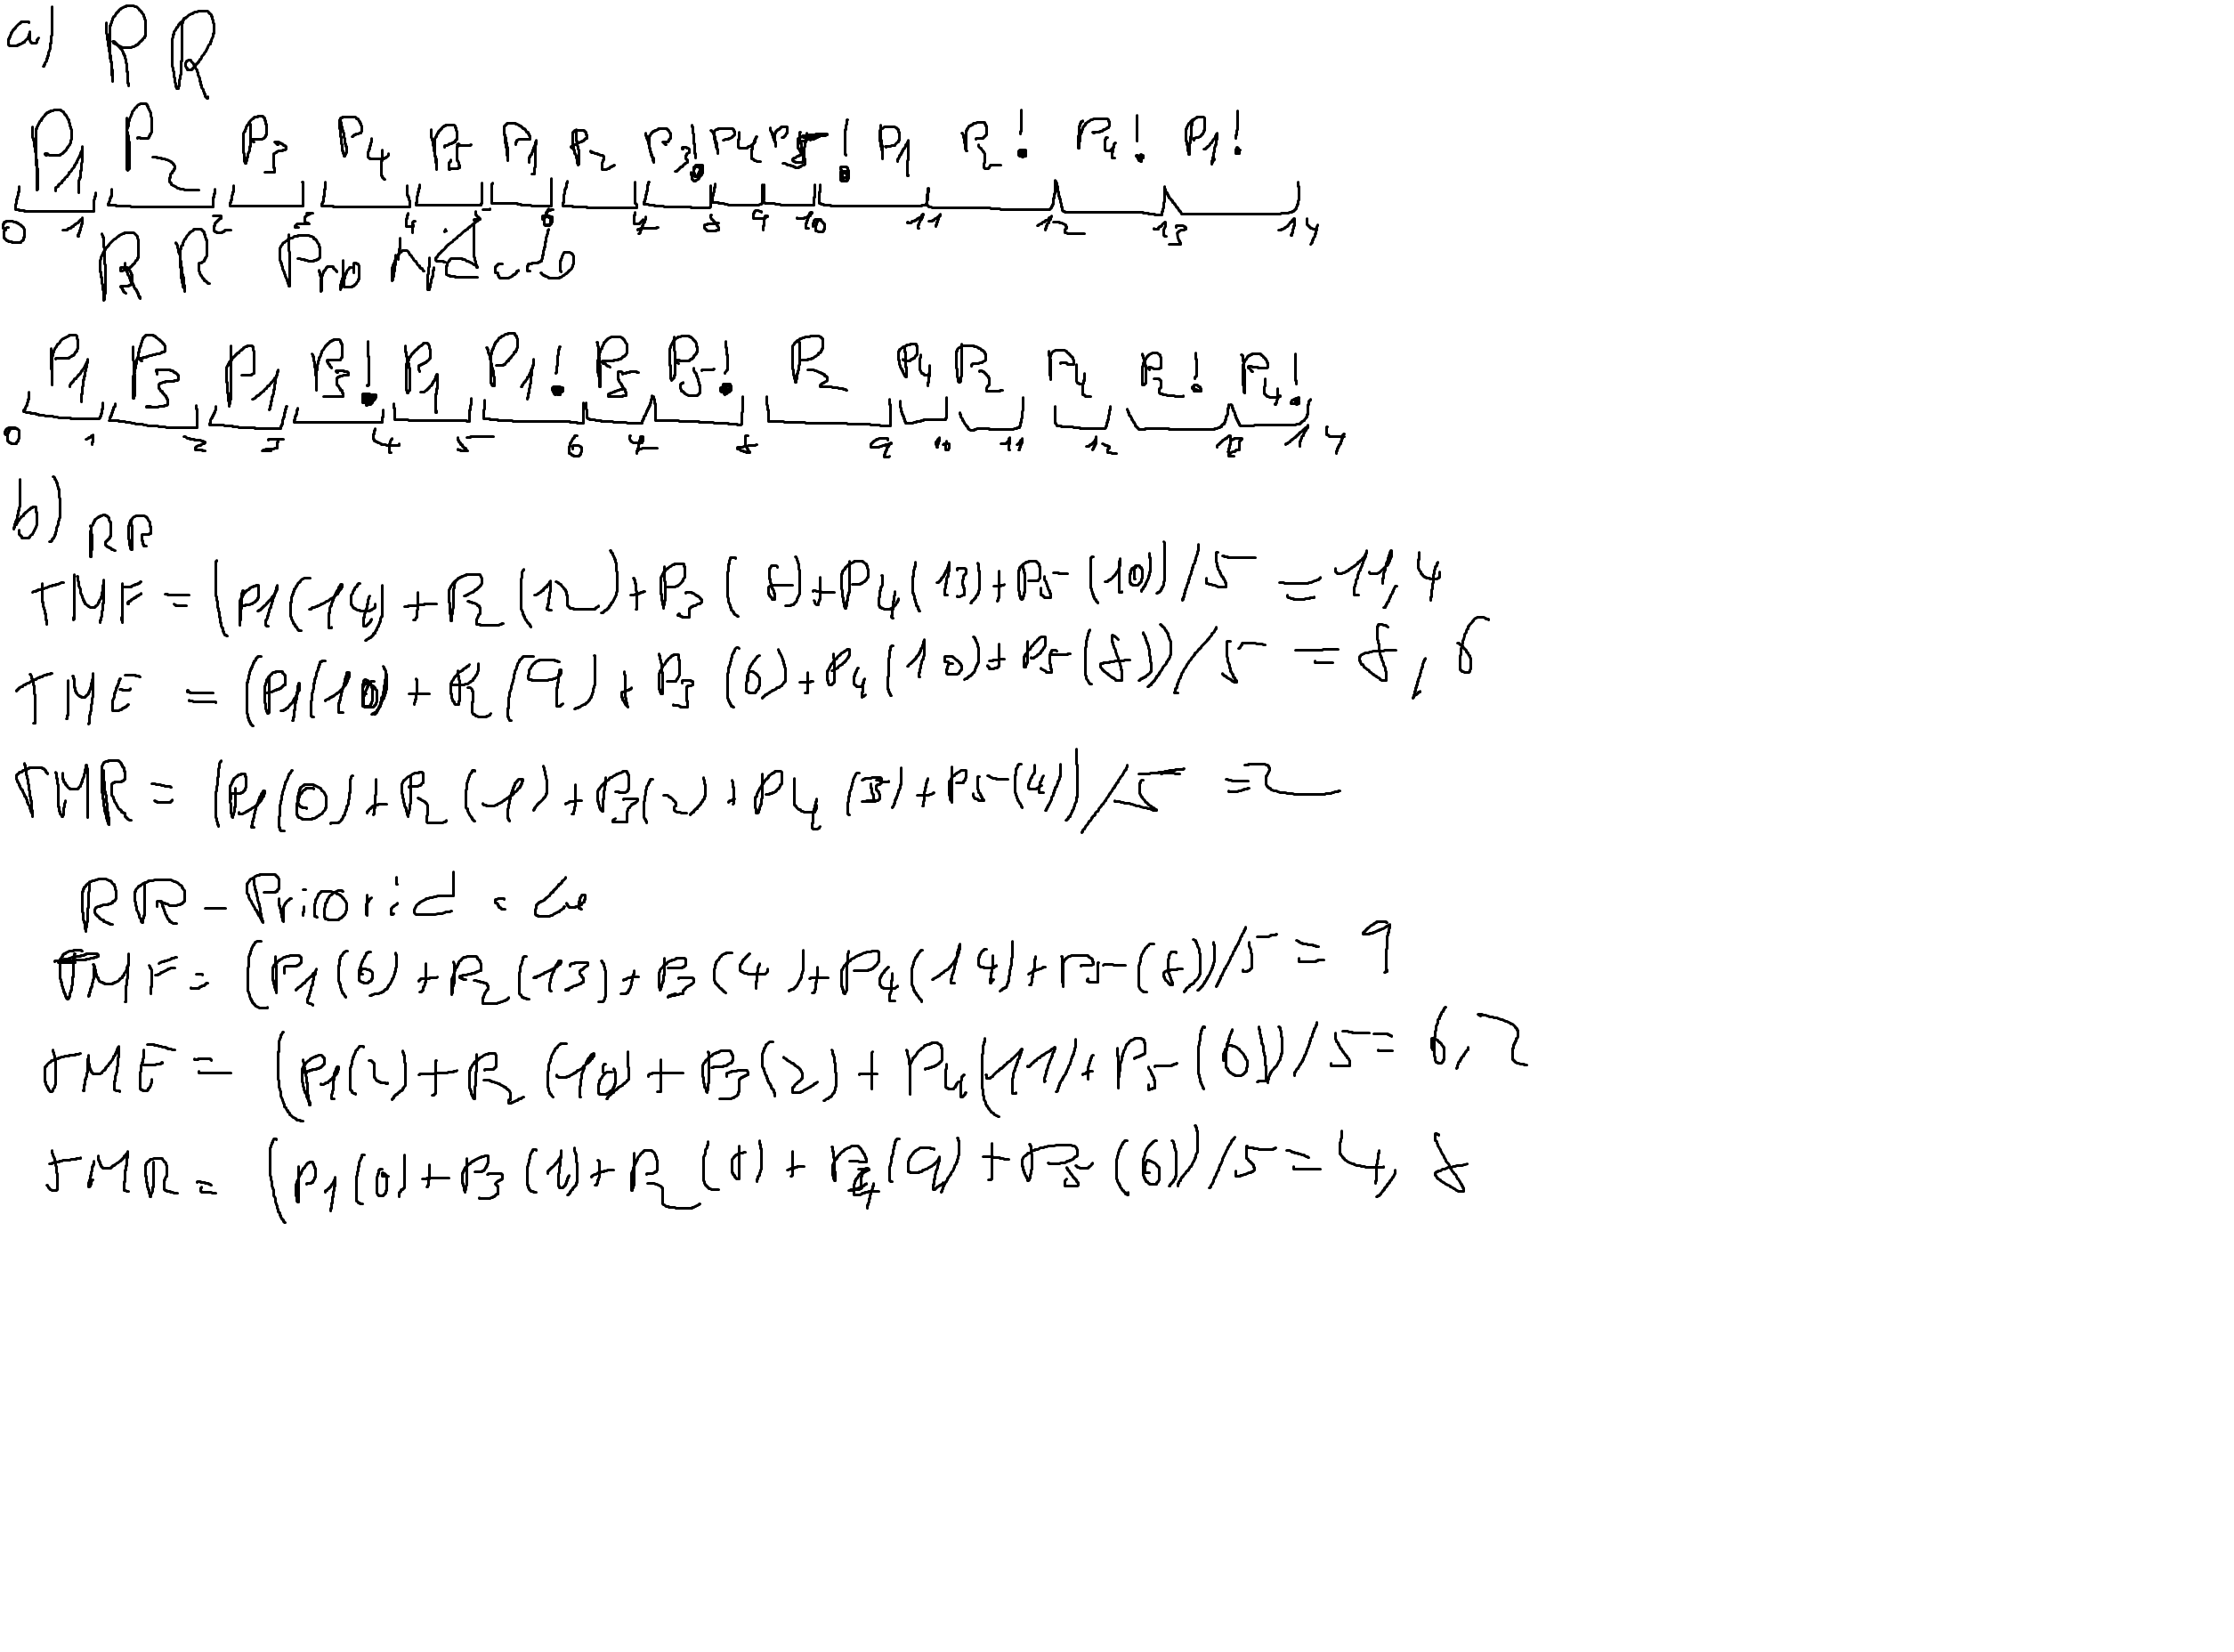 a) RR
P1 P2 P3 P4 P5 P1 P2 P3! P4 P5! P1 P2! P4! P1!
0 1 2 3 4 5 6 7 8 9 10 11 12 13 14
RR
P1 P3 P1 P3! P1 P1! P5 P5! P2 P4 P2 P4 P2! P4!
0 1 2 3 4 5 6 7 8 9 10 11 12 13 14
b) RR
TMF = (P1(14) + P2(12) + P3(8) + P4(13) + P5(10))/5 = 11,4
TME = (P1(10) + P2(9) + P3(6) + P4(10) + P5(8))/5 = 8,6
TMR = (P1(0) + P2(1) + P3(2) + P4(3) + P5(4))/5 = 2
RR - Prioridade
TMF = (P1(6) + P2(13) + P3(4) + P4(14) + P5(8))/5 = 9
TME = (P1(2) + P2(10) + P3(2) + P4(11) + P5(6))/5 = 6,2
TMR = (P1(0) + P3(1) + P2(8) + P4(9) + P5(6))/5 = 4,8